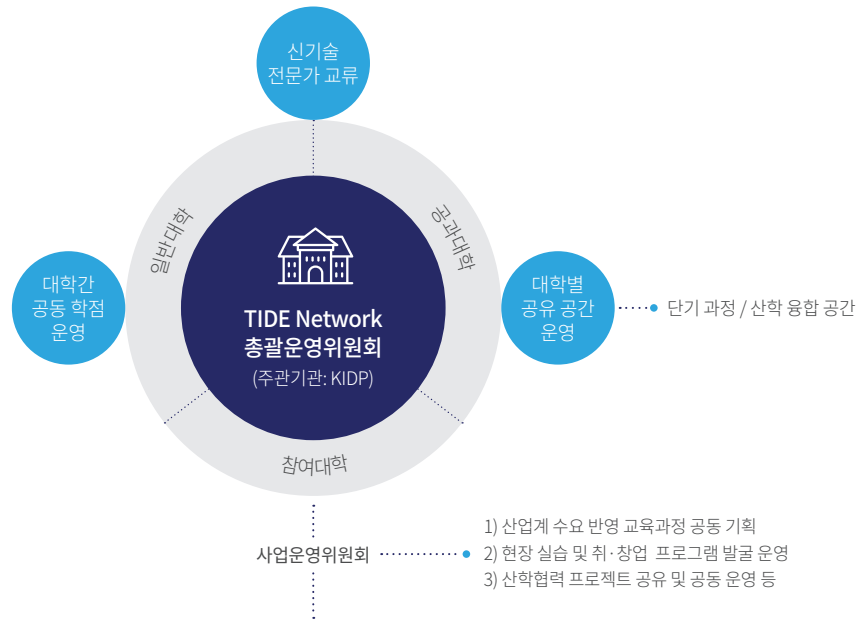 신기술
전문가 교류
일반대학
공과대학
대학간
공동 학점
운영
TIDE Network
총괄운영위원회
(주관기관: KIDP)
대학별
공유 공간
운영
단기 과정 / 산학 융합 공간
참여대학
사업운영위원회
1) 산업계 수요 반영 교육과정 공동 기획
2) 현장 실습 및 취·창업 프로그램 발굴 운영
3) 산학협력 프로젝트 공유 및 공동 운영 등